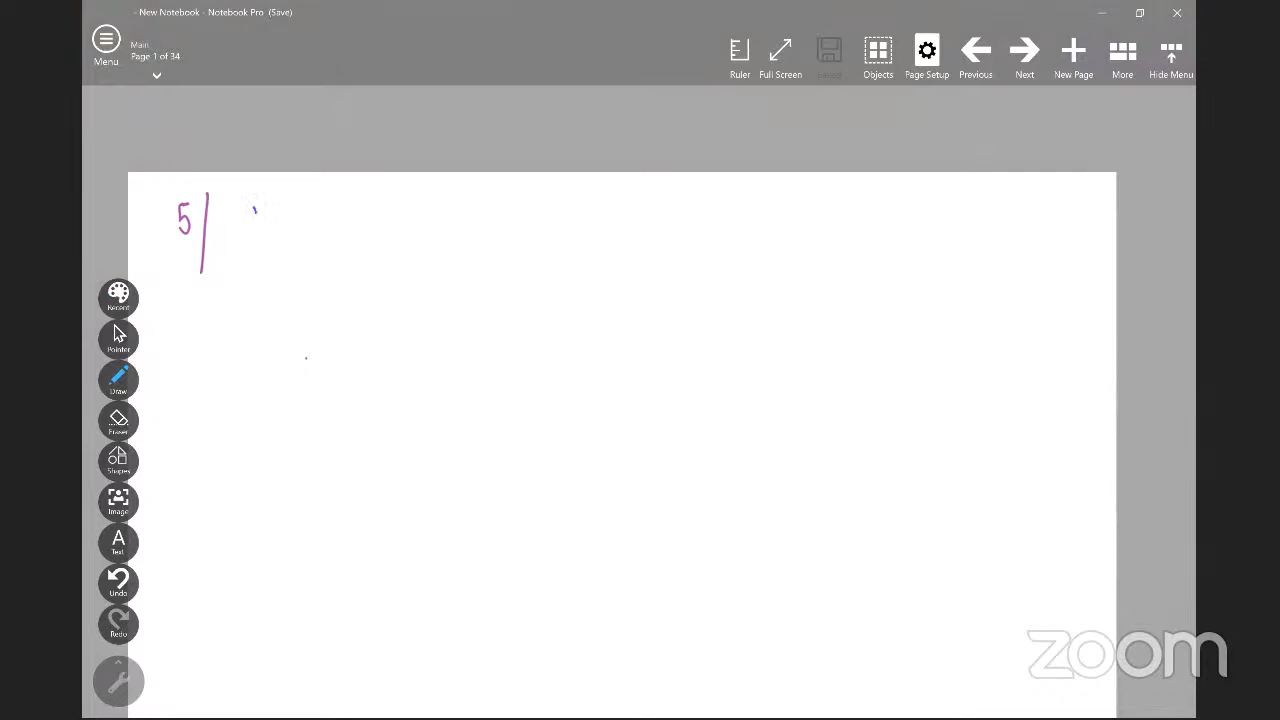 - New Notebook - Notebook Pro (Save)
Menu
Main
Page 1 of 34
Ruler
Full Screen
Objects
Page Setup
Previous
Next
New Page
More
Hide Menu
5
Recent
Pointer
Draw
Eraser
Shapes
Image
A
Text
Undo
Redo
zoom